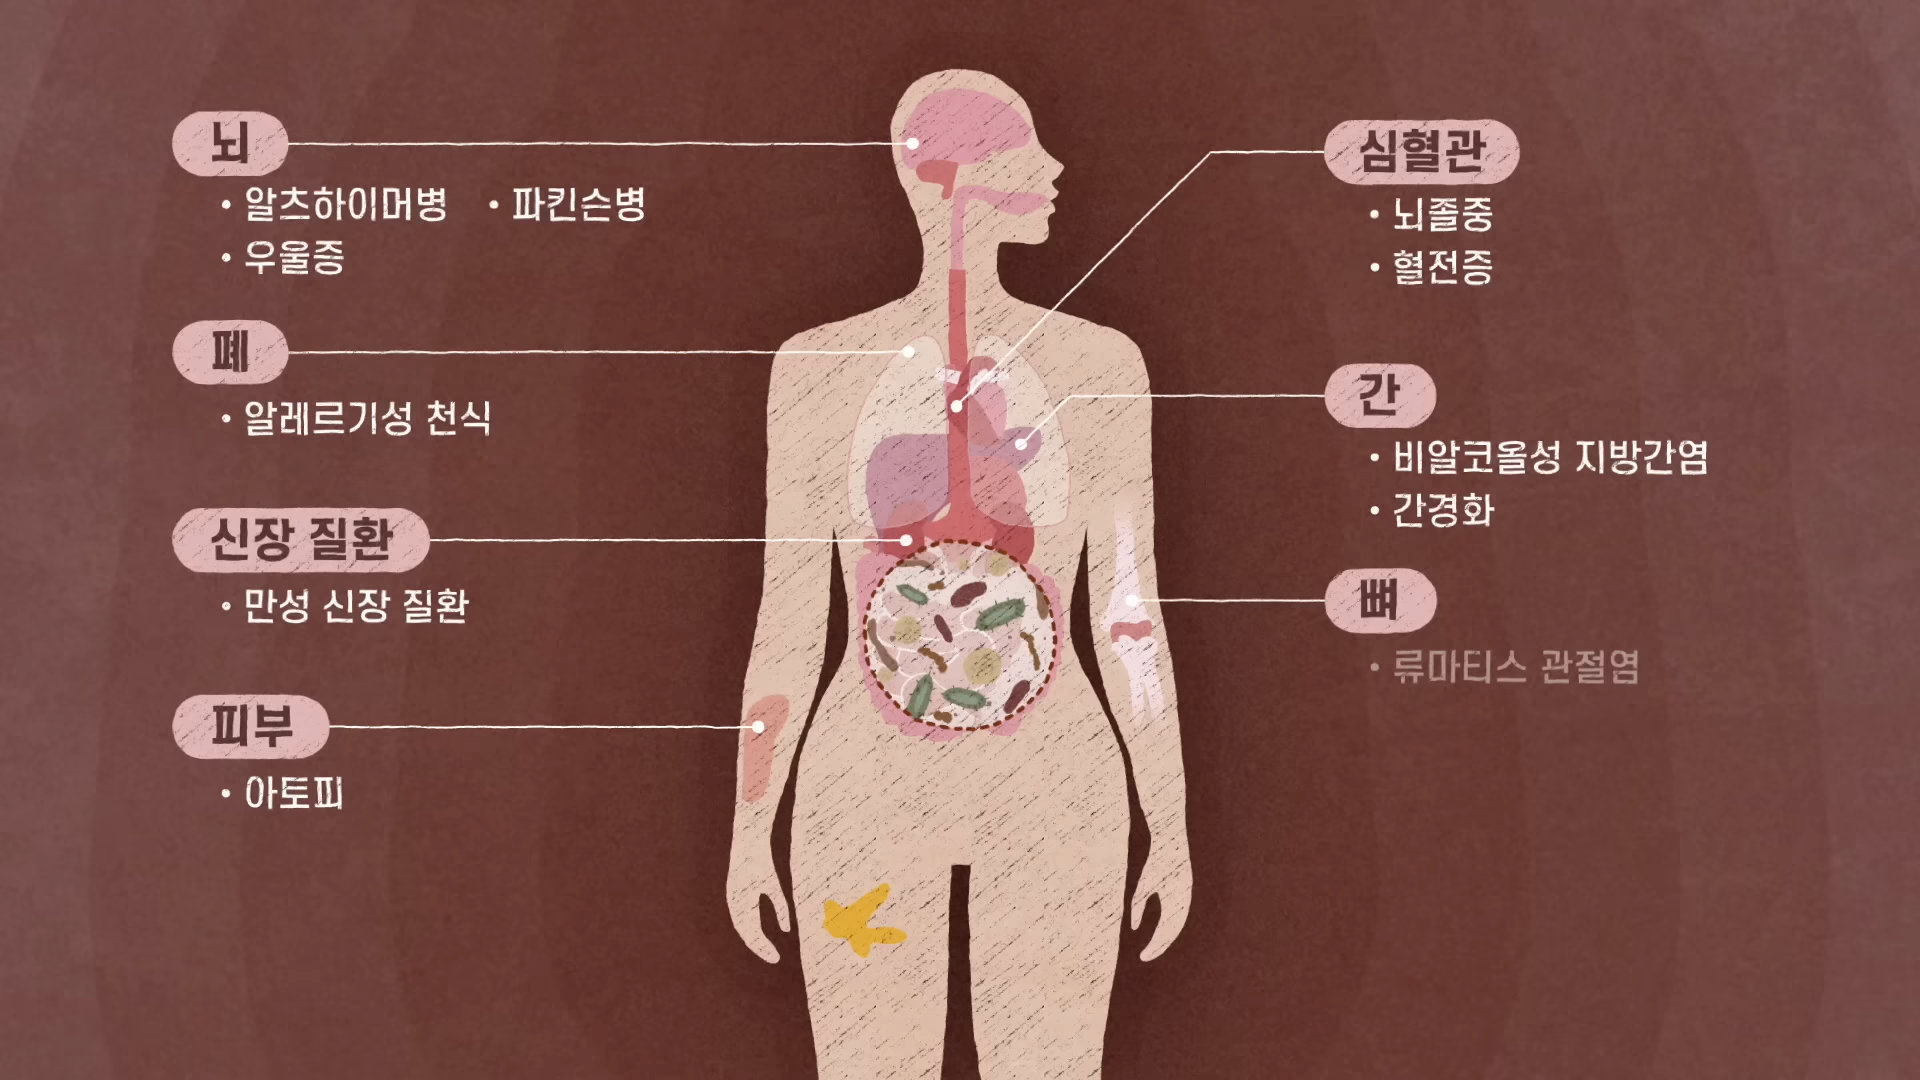 뇌
• 알츠하이머병 • 파킨슨병
• 우울증
폐
• 알레르기성 천식
신장 질환
• 만성 신장 질환
피부
• 아토피
심혈관
• 뇌졸중
• 혈전증
간
• 비알코올성 지방간염
• 간경화
뼈
• 류마티스 관절염